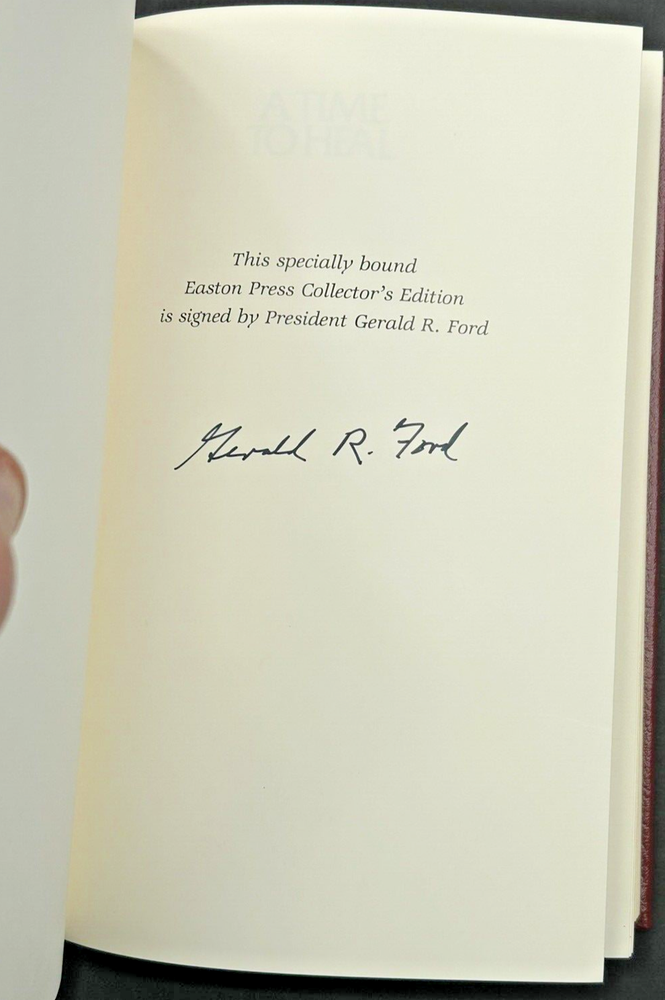 A TIME
TO HEAL
This specially bound
Easton Press Collector's Edition
is signed by President Gerald R. Ford
Gerald R. Ford